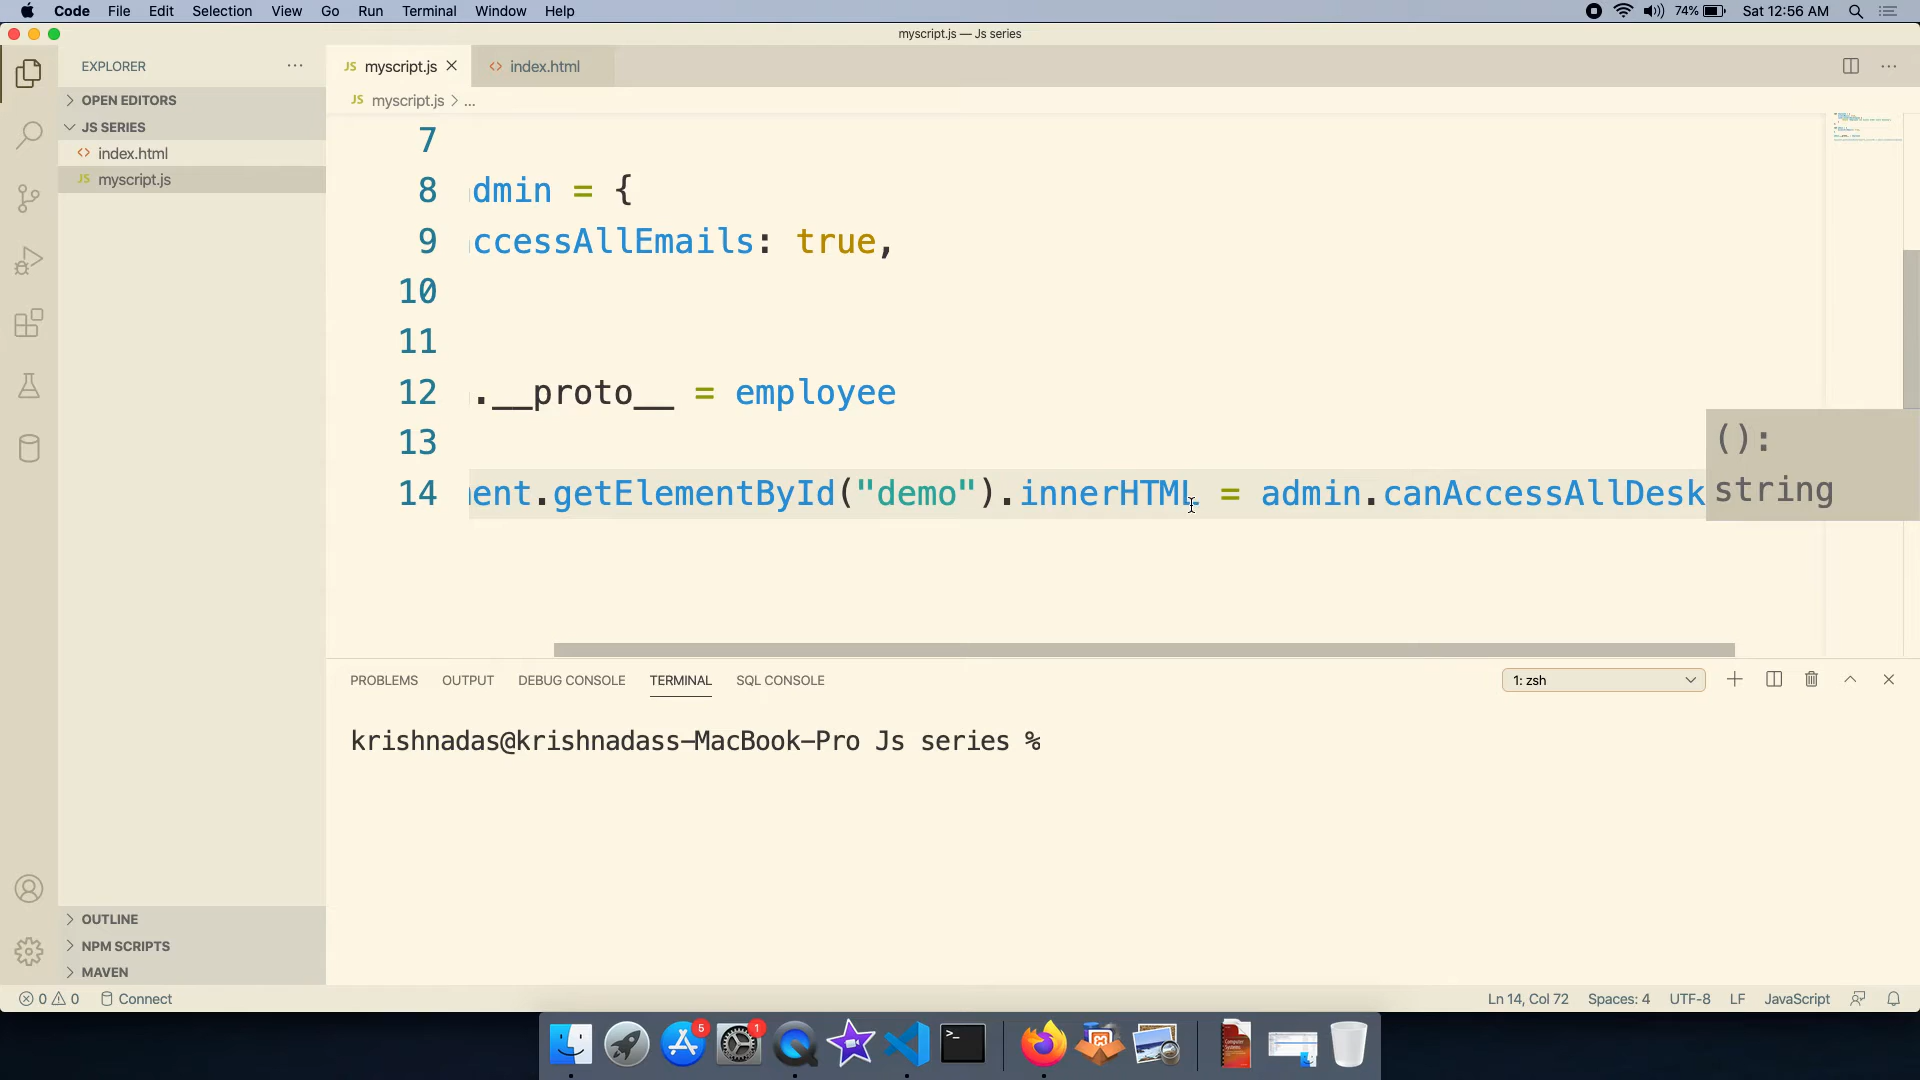 Code File Edit Selection View Go Run Terminal Window Help 74% Sat 12:56 AM
myscript.js — Js series
EXPLORER
OPEN EDITORS
JS SERIES
<> index.html
JS myscript.js
JS myscript.js
<> index.html
JS myscript.js > ...
7
8 dmin = {
9 ccessAllEmails: true,
10
11
12 .__proto__ = employee
13
14 ent.getElementById("demo").innerHTML = admin.canAccessAllDesk
():
string
PROBLEMS OUTPUT DEBUG CONSOLE TERMINAL SQL CONSOLE 1: zsh
krishnadas@krishnadass-MacBook-Pro Js series %
OUTLINE
NPM SCRIPTS
MAVEN
0 0 Connect Ln 14, Col 72 Spaces: 4 UTF-8 LF JavaScript
5 1
>_